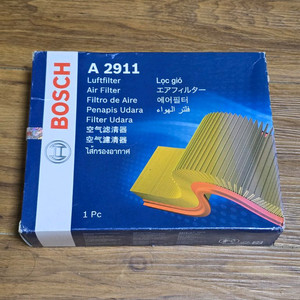 BOSCH
A 2911
Luftfilter
Air Filter
Filtro de Aire
Penapis Udara
Filter Udara
空气滤清器
空氣濾清器
ไส้กรองอากาศ
Lọc gió
エアフィルター
에어필터
فلتر الهواء
1 Pc